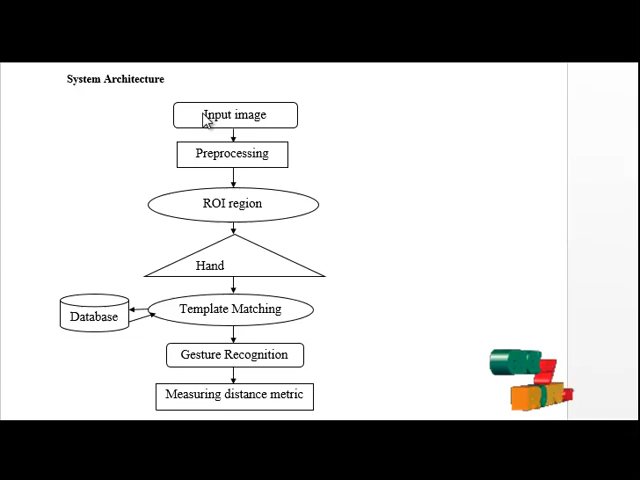 System Architecture
Input image
Preprocessing
ROI region
Hand
Template Matching
Database
Gesture Recognition
Measuring distance metric